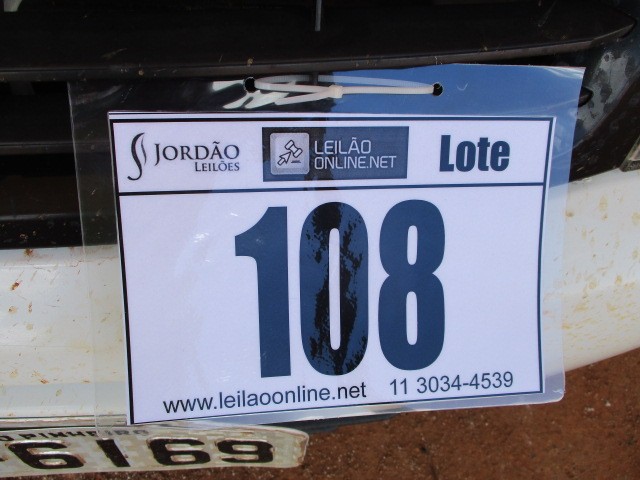 JORDÃO
LEILÕES
LEILÃO
ONLINE.NET
Lote
108
www.leilaoonline.net 11 3034-4539
6169